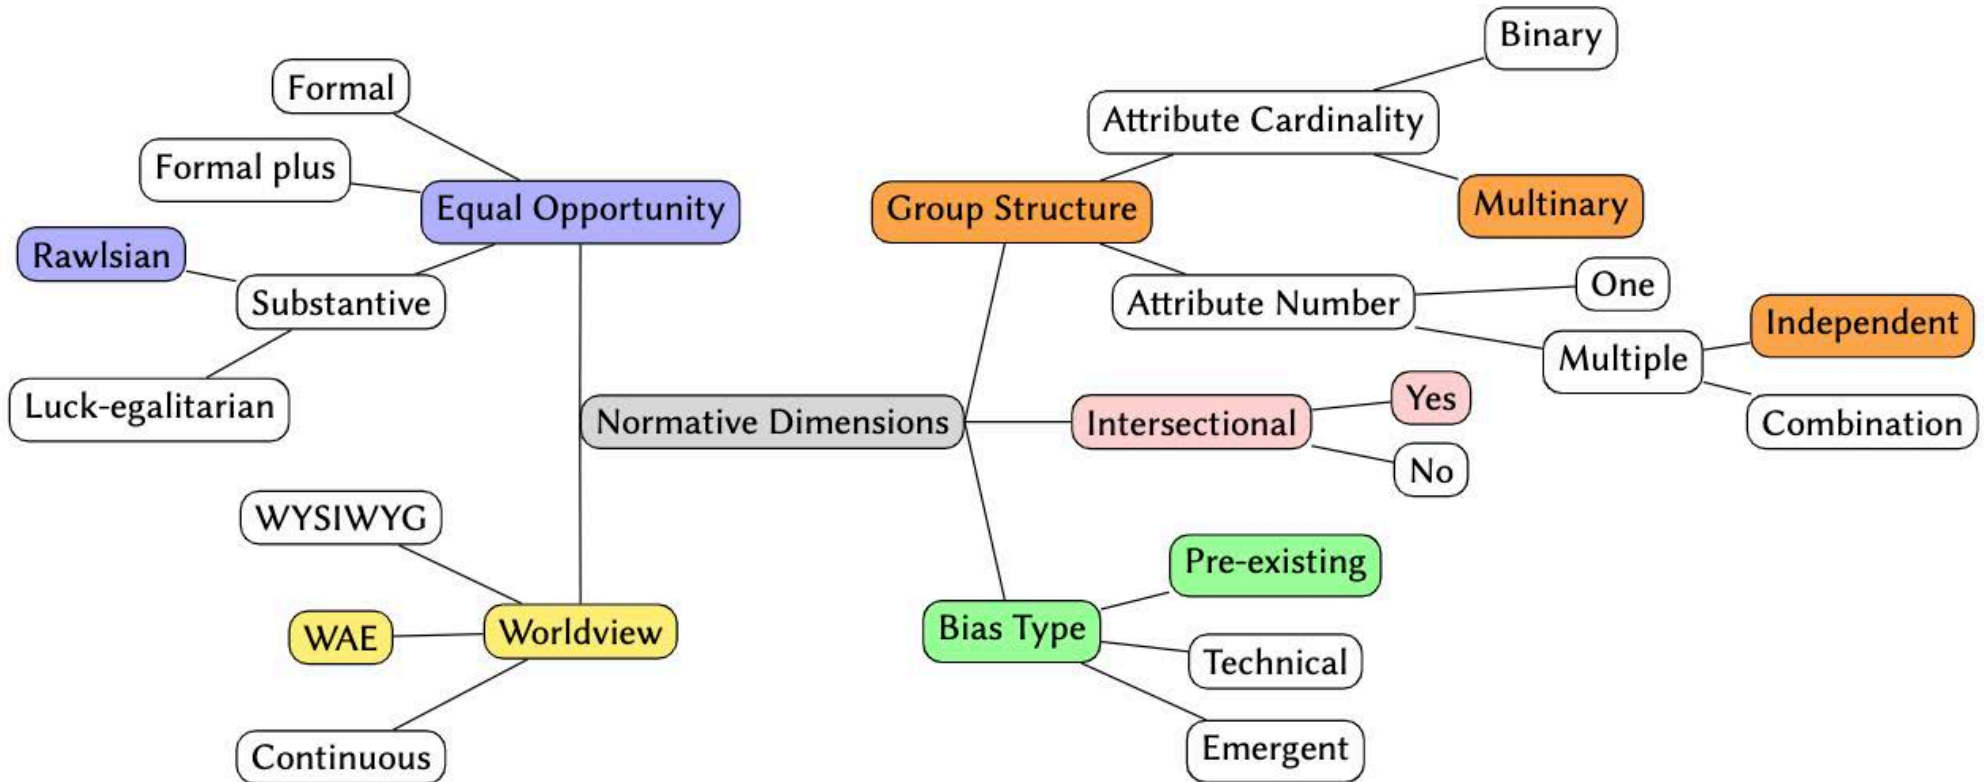 Binary
Formal
Attribute Cardinality
Formal plus
Equal Opportunity
Group Structure
Multinary
Rawlsian
Substantive
Attribute Number
One
Independent
Multiple
Luck-egalitarian
Normative Dimensions
Intersectional
Yes
Combination
No
WYSIWYG
Pre-existing
WAE
Worldview
Bias Type
Technical
Continuous
Emergent